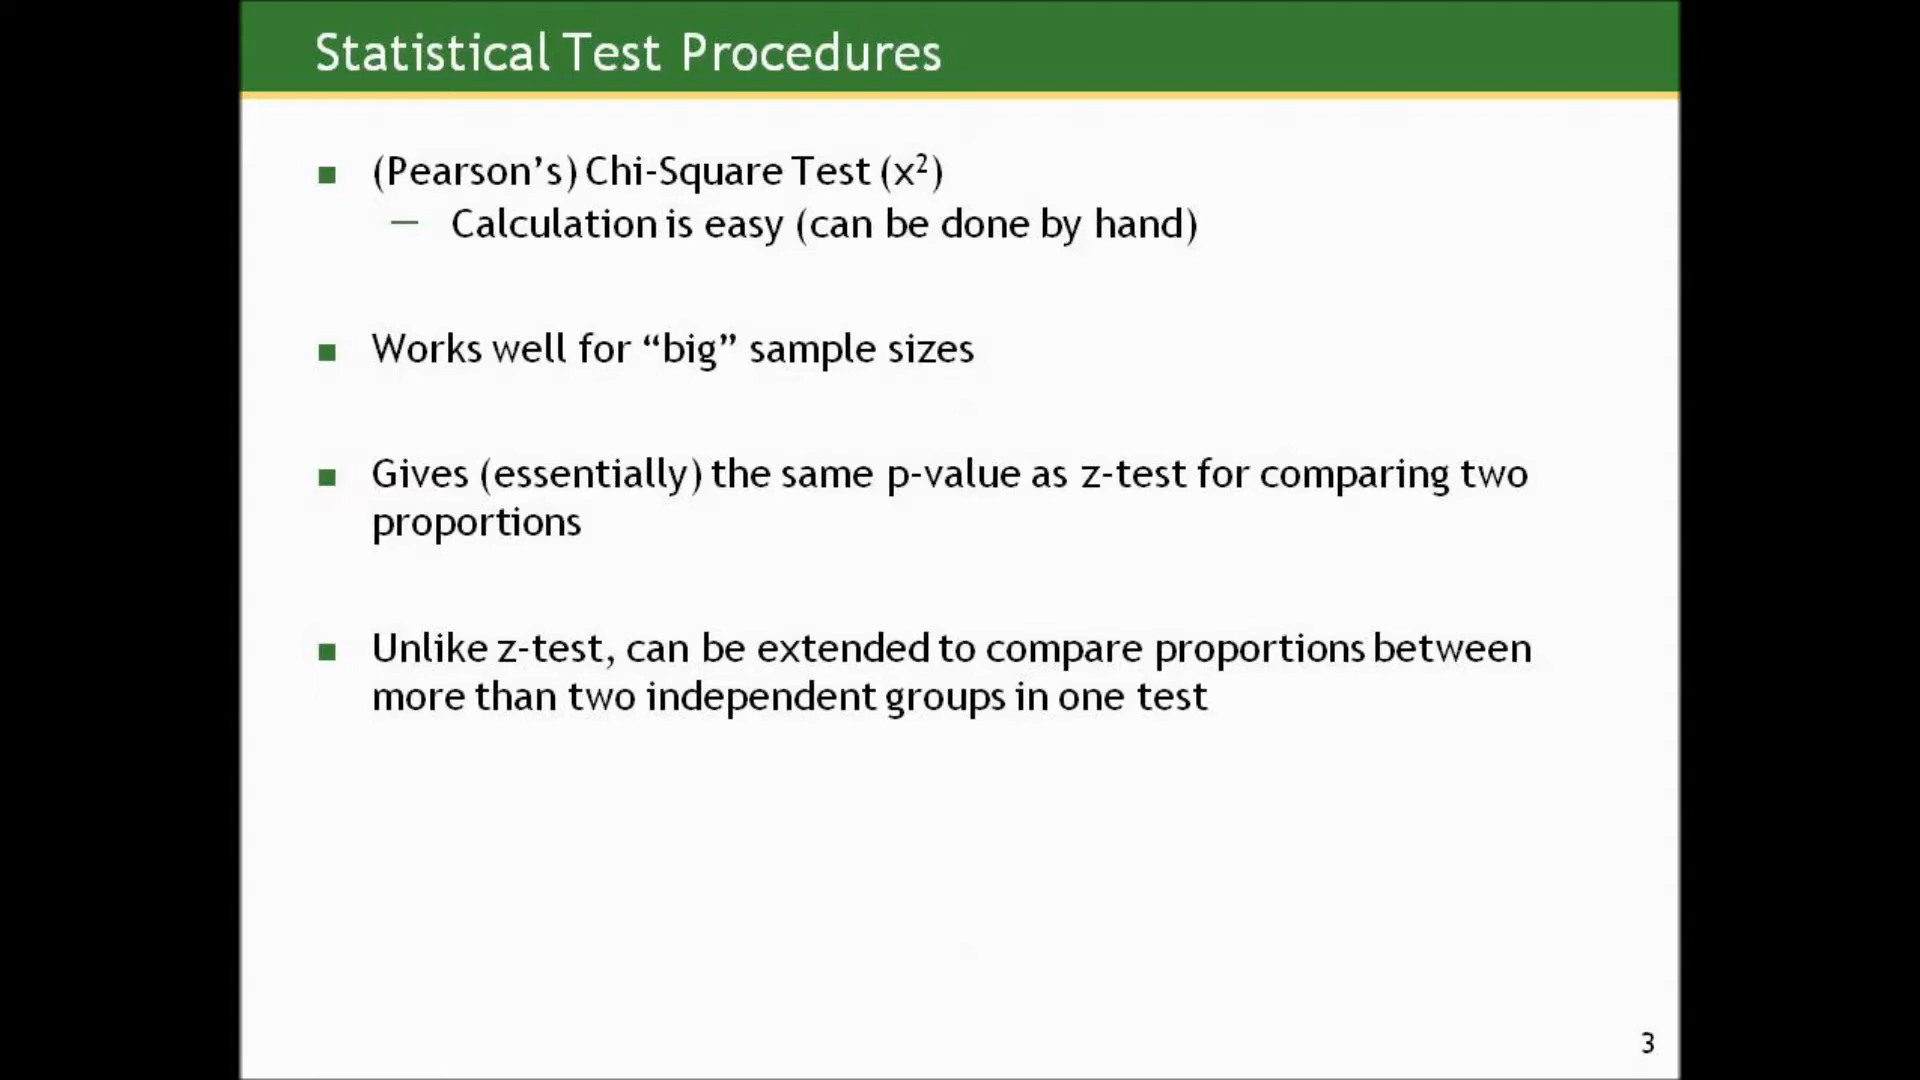 Statistical Test Procedures
(Pearson’s) Chi-Square Test (x²)
— Calculation is easy (can be done by hand)
Works well for “big” sample sizes
Gives (essentially) the same p-value as z-test for comparing two
proportions
Unlike z-test, can be extended to compare proportions between
more than two independent groups in one test
3